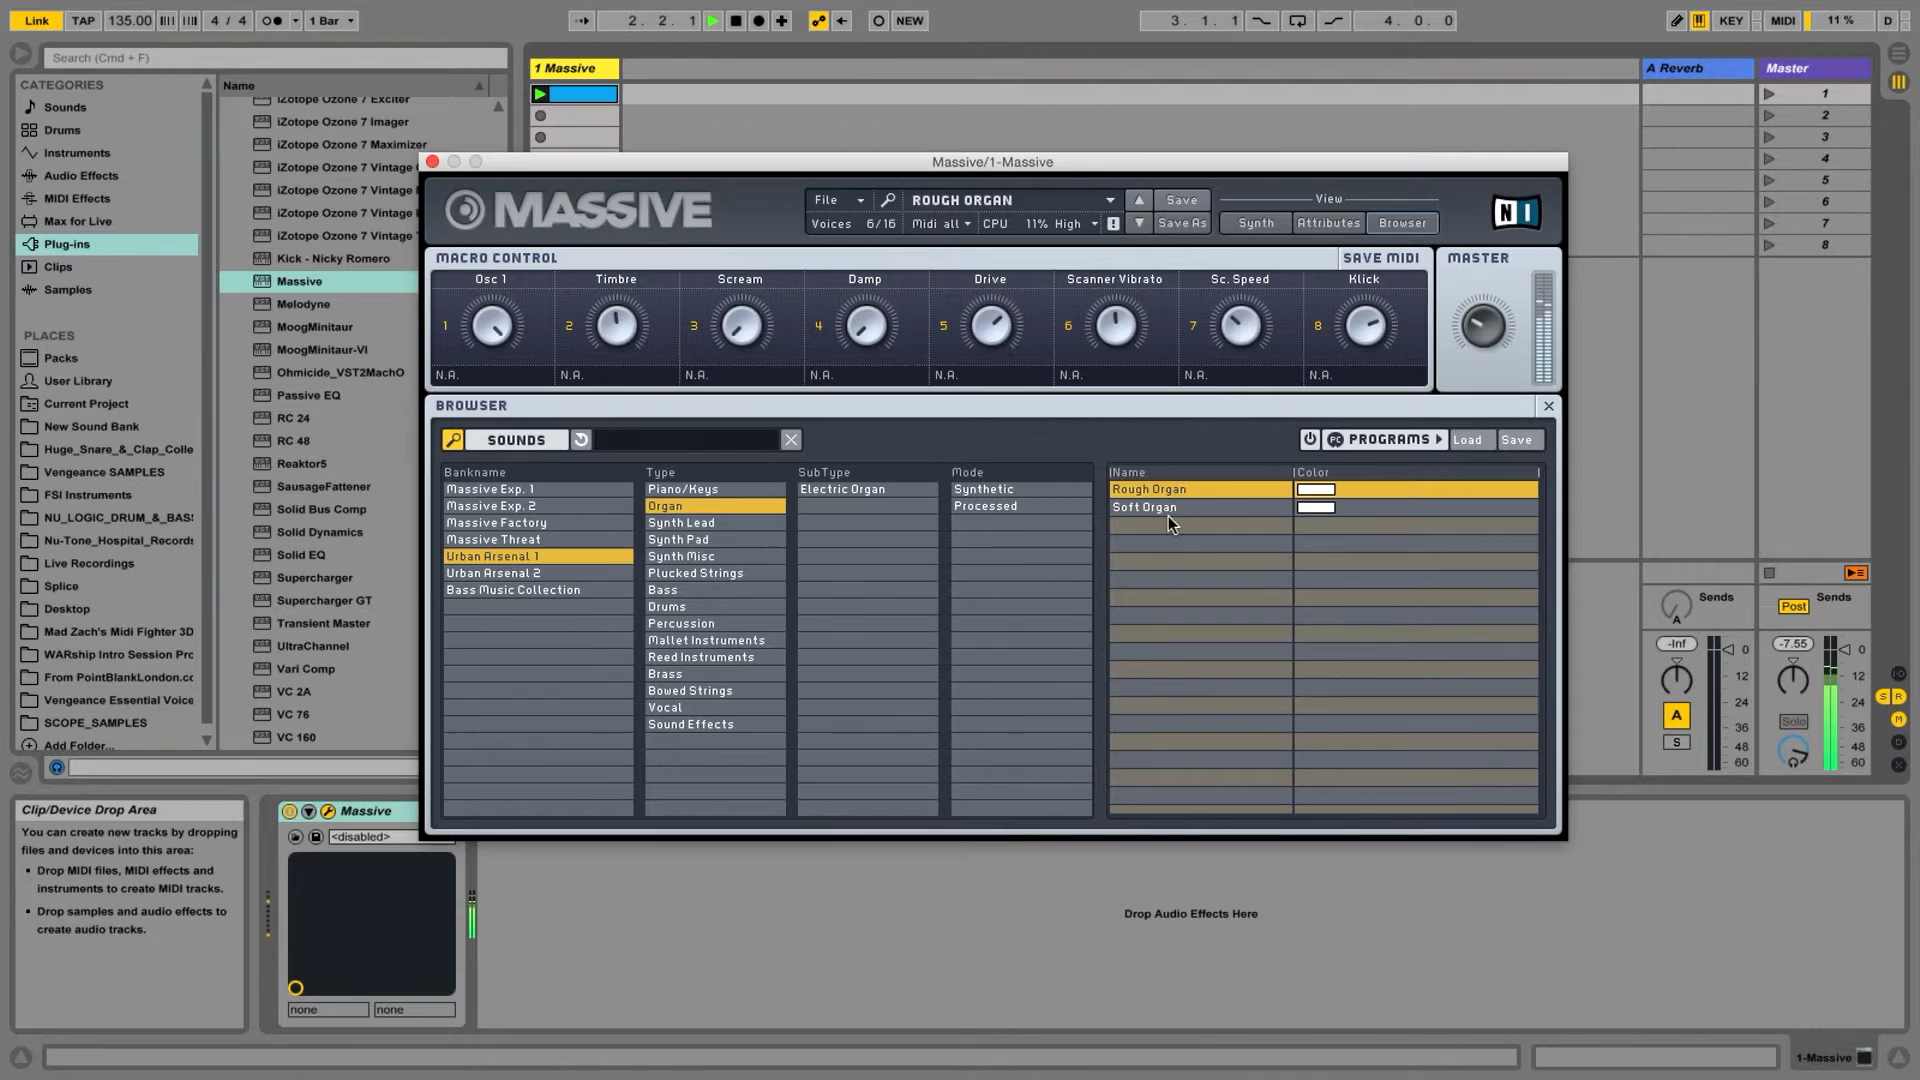 Link TAP 135.00 4 / 4 1 Bar 2. 2. 1 NEW 3. 1. 1 4. 0. 0 KEY MIDI 11 % D
Search (Cmd + F)
CATEGORIES
Sounds
Drums
Instruments
Audio Effects
MIDI Effects
Max for Live
Plug-ins
Clips
Samples
PLACES
Packs
User Library
Current Project
New Sound Bank
Huge_Snare_&_Clap_Colle
Vengeance SAMPLES
FSI Instruments
NU_LOGIC_DRUM_&_BAS
Nu-Tone_Hospital_Records
Live Recordings
Splice
Desktop
Mad Zach's Midi Fighter 3D
WARship Intro Session Prc
From PointBlankLondon.cc
Vengeance Essential Voice
SCOPE_SAMPLES
Add Folder...
Name
iZotope Ozone 7 Exciter
iZotope Ozone 7 Imager
iZotope Ozone 7 Maximizer
iZotope Ozone 7 Vintage
iZotope Ozone 7 Vintage
iZotope Ozone 7 Vintage
iZotope Ozone 7 Vintage
Kick - Nicky Romero
Massive
Melodyne
MoogMinitaur
MoogMinitaur-VI
Ohmicide_VST2MachO
Passive EQ
RC 24
RC 48
Reaktor5
SausageFattener
Solid Bus Comp
Solid Dynamics
Solid EQ
Supercharger
Supercharger GT
Transient Master
UltraChannel
Vari Comp
VC 2A
VC 76
VC 160
1 Massive
A Reverb
Master
1
2
3
4
5
6
7
8
Massive/1-Massive
MASSIVE
File ROUGH ORGAN Save View
Voices 6/16 Midi all CPU 11% High Save As Synth Attributes Browser
NI
MACRO CONTROL SAVE MIDI MASTER
Osc 1 Timbre Scream Damp Drive Scanner Vibrato Sc. Speed Klick
1 2 3 4 5 6 7 8
N.A. N.A. N.A. N.A. N.A. N.A. N.A. N.A.
BROWSER
SOUNDS PC PROGRAMS Load Save
Bankname
Massive Exp. 1
Massive Exp. 2
Massive Factory
Massive Threat
Urban Arsenal 1
Urban Arsenal 2
Bass Music Collection
Type
Piano/Keys
Organ
Synth Lead
Synth Pad
Synth Misc
Plucked Strings
Bass
Drums
Percussion
Mallet Instruments
Reed Instruments
Brass
Bowed Strings
Vocal
Sound Effects
SubType
Electric Organ
Mode
Synthetic
Processed
Name Color
Rough Organ
Soft Organ
Sends
A
-Inf
0
12
24
36
48
60
A
S
Sends
Post
-7.55
0
12
24
36
48
60
Solo
S R
M
D
Clip/Device Drop Area
You can create new tracks by dropping
files and devices into this area:
Drop MIDI files, MIDI effects and
instruments to create MIDI tracks.
Drop samples and audio effects to
create audio tracks.
Massive
<disabled>
none none
Drop Audio Effects Here
1-Massive